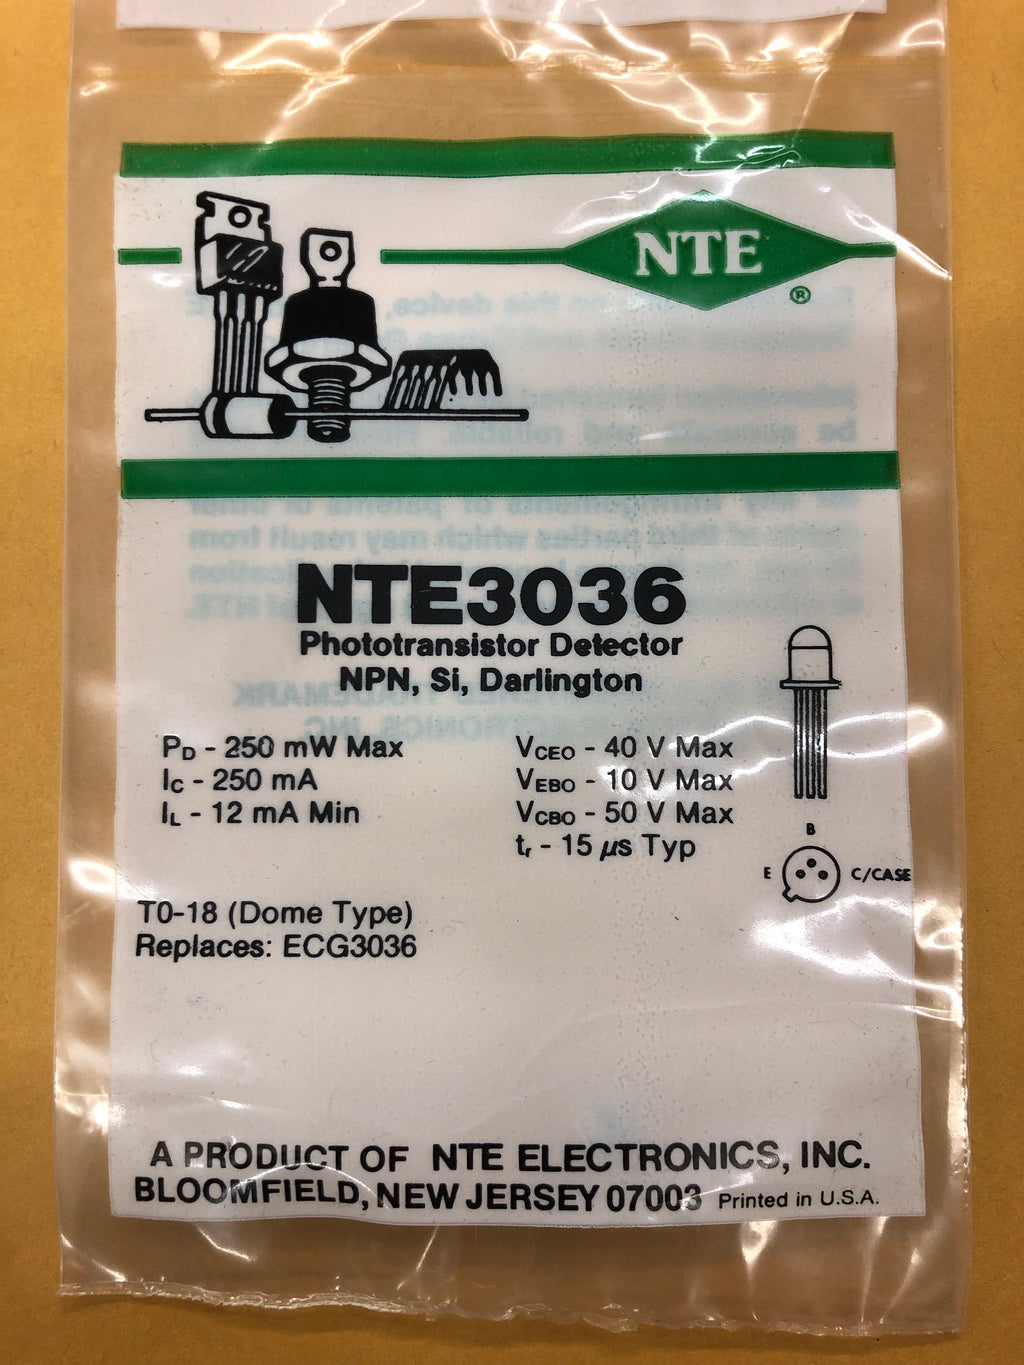 NTE
®
NTE3036
Phototransistor Detector
NPN, Si, Darlington
PD - 250 mW Max
IC - 250 mA
IL - 12 mA Min
VCEO - 40 V Max
VEBO - 10 V Max
VCBO - 50 V Max
tr - 15 µs Typ
B
E C/CASE
T0-18 (Dome Type)
Replaces: ECG3036
A PRODUCT OF NTE ELECTRONICS, INC.
BLOOMFIELD, NEW JERSEY 07003 Printed in U.S.A.